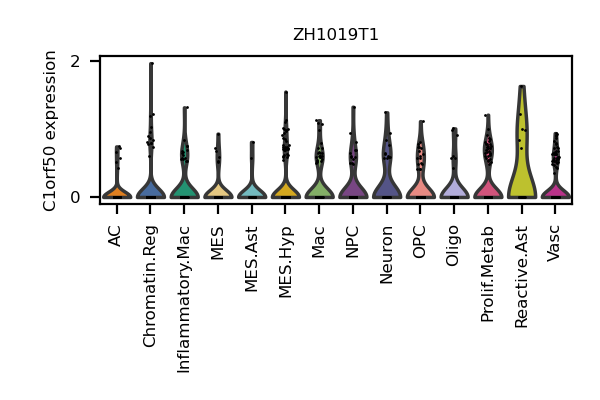 ZH1019T1
C1orf50 expression
2
0
AC
Chromatin.Reg
Inflammatory.Mac
MES
MES.Ast
MES.Hyp
Mac
NPC
Neuron
OPC
Oligo
Prolif.Metab
Reactive.Ast
Vasc